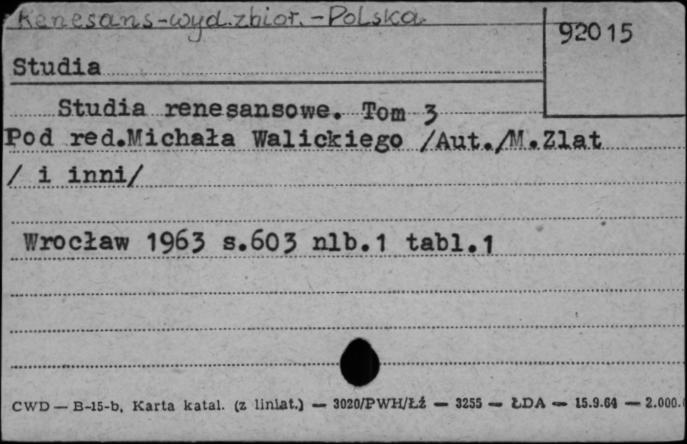 Renesans-wyd.zbior.-Polska
92015
Studia
Studia renesansowe. Tom 3
Pod red.Michała Walickiego /Aut./M.Zlat
/ i inni/
Wrocław 1963 s.603 nlb.1 tabl.1
CWD — B-15-b, Karta katal. (z liniat.) — 3020/PWH/Łź — 3255 — ŁDA — 15.9.64 — 2.000.